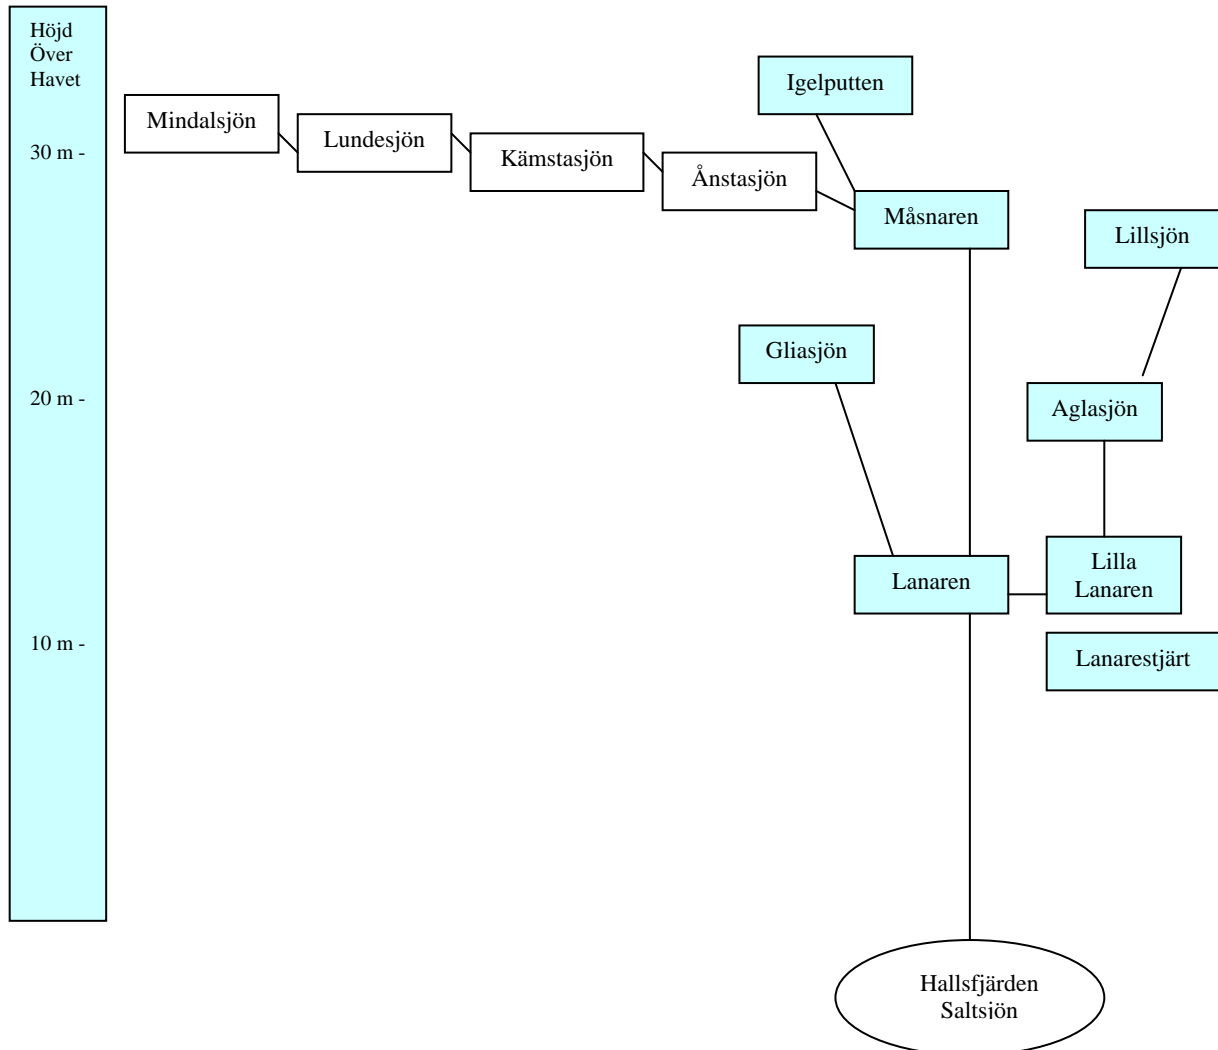 Höjd
Över
Havet
Igelputten
Mindalsjön
Lundesjön
30 m -
Kämstasjön
Ånstasjön
Måsnaren
Lillsjön
Gliasjön
20 m -
Aglasjön
Lanaren
Lilla
Lanaren
10 m -
Lanarestjärt
Hallsfjärden
Saltsjön